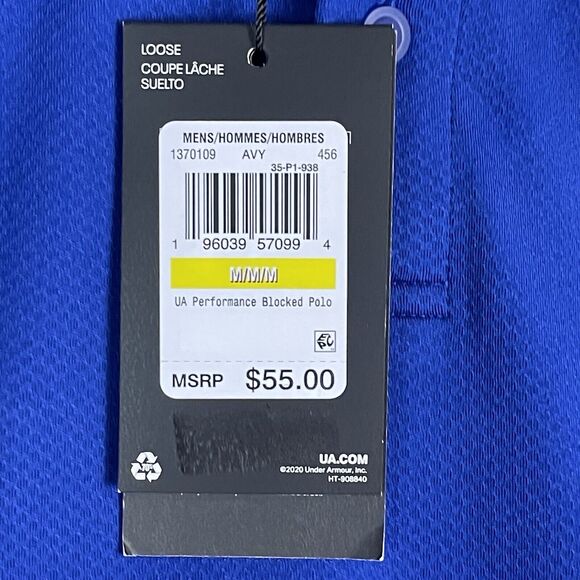 LOOSE
COUPE LÂCHE
SUELTO
MENS/HOMMES/HOMBRES
1370109 AVY 456
35-P1-938
1 96039 57099 4
M/M/M
UA Performance Blocked Polo
MSRP $55.00
UA.COM
©2020 Under Armour, Inc.
HT-908840